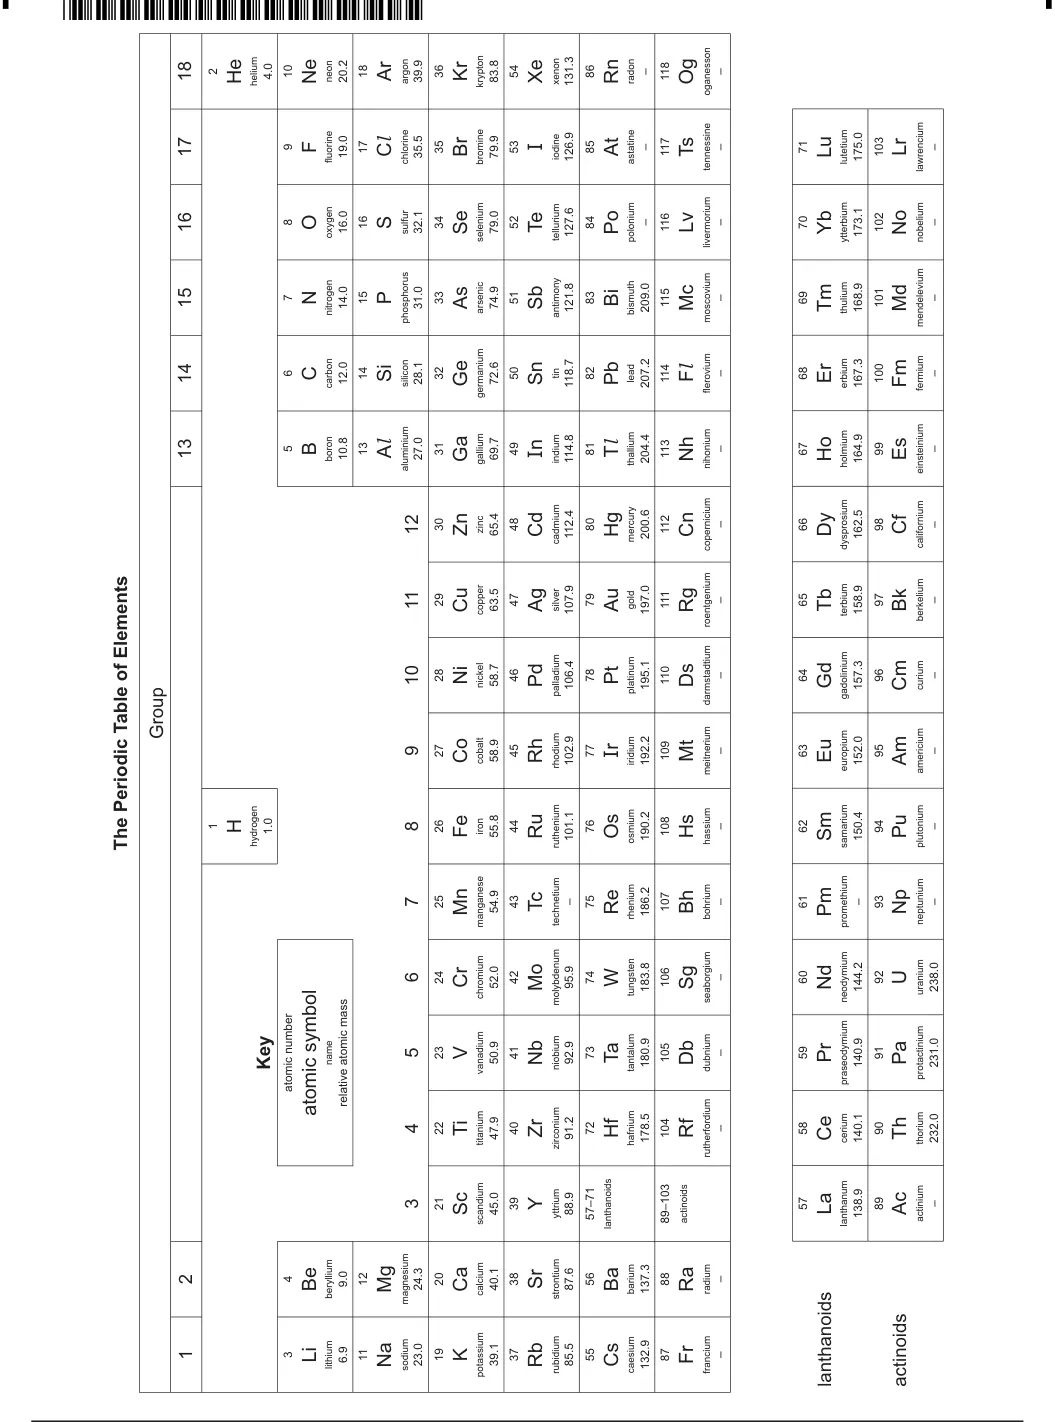 The Periodic Table of Elements
Group
1 2 3 4 5 6 7 8 9 10 11 12 13 14 15 16 17 18
Key
atomic number
atomic symbol
name
relative atomic mass
1 2
H He
hydrogen helium
1.0 4.0
3 4 5 6 7 8 9 10
Li Be B C N O F Ne
lithium beryllium boron carbon nitrogen oxygen fluorine neon
6.9 9.0 10.8 12.0 14.0 16.0 19.0 20.2
11 12 13 14 15 16 17 18
Na Mg Al Si P S Cl Ar
sodium magnesium aluminium silicon phosphorus sulfur chlorine argon
23.0 24.3 27.0 28.1 31.0 32.1 35.5 39.9
19 20 21 22 23 24 25 26 27 28 29 30 31 32 33 34 35 36
K Ca Sc Ti V Cr Mn Fe Co Ni Cu Zn Ga Ge As Se Br Kr
potassium calcium scandium titanium vanadium chromium manganese iron cobalt nickel copper zinc gallium germanium arsenic selenium bromine krypton
39.1 40.1 45.0 47.9 50.9 52.0 54.9 55.8 58.9 58.7 63.5 65.4 69.7 72.6 74.9 79.0 79.9 83.8
37 38 39 40 41 42 43 44 45 46 47 48 49 50 51 52 53 54
Rb Sr Y Zr Nb Mo Tc Ru Rh Pd Ag Cd In Sn Sb Te I Xe
rubidium strontium yttrium zirconium niobium molybdenum technetium ruthenium rhodium palladium silver cadmium indium tin antimony tellurium iodine xenon
85.5 87.6 88.9 91.2 92.9 95.9 – 101.1 102.9 106.4 107.9 112.4 114.8 118.7 121.8 127.6 126.9 131.3
55 56 57–71 72 73 74 75 76 77 78 79 80 81 82 83 84 85 86
Cs Ba lanthanoids Hf Ta W Re Os Ir Pt Au Hg Tl Pb Bi Po At Rn
caesium barium hafnium tantalum tungsten rhenium osmium iridium platinum gold mercury thallium lead bismuth polonium astatine radon
132.9 137.3 178.5 180.9 183.8 186.2 190.2 192.2 195.1 197.0 200.6 204.4 207.2 209.0 – – –
87 88 89–103 104 105 106 107 108 109 110 111 112 113 114 115 116 117 118
Fr Ra actinoids Rf Db Sg Bh Hs Mt Ds Rg Cn Nh Fl Mc Lv Ts Og
francium radium rutherfordium dubnium seaborgium bohrium hassium meitnerium darmstadtium roentgenium copernicium nihonium flerovium moscovium livermorium tennessine oganesson
– – – – – – – – – – – – – – – – –
57 58 59 60 61 62 63 64 65 66 67 68 69 70 71
lanthanoids La Ce Pr Nd Pm Sm Eu Gd Tb Dy Ho Er Tm Yb Lu
lanthanum cerium praseodymium neodymium promethium samarium europium gadolinium terbium dysprosium holmium erbium thulium ytterbium lutetium
138.9 140.1 140.9 144.2 – 150.4 152.0 157.3 158.9 162.5 164.9 167.3 168.9 173.1 175.0
89 90 91 92 93 94 95 96 97 98 99 100 101 102 103
actinoids Ac Th Pa U Np Pu Am Cm Bk Cf Es Fm Md No Lr
actinium thorium protactinium uranium neptunium plutonium americium curium berkelium californium einsteinium fermium mendelevium nobelium lawrencium
– 232.0 231.0 238.0 – – – – – – – – – – –